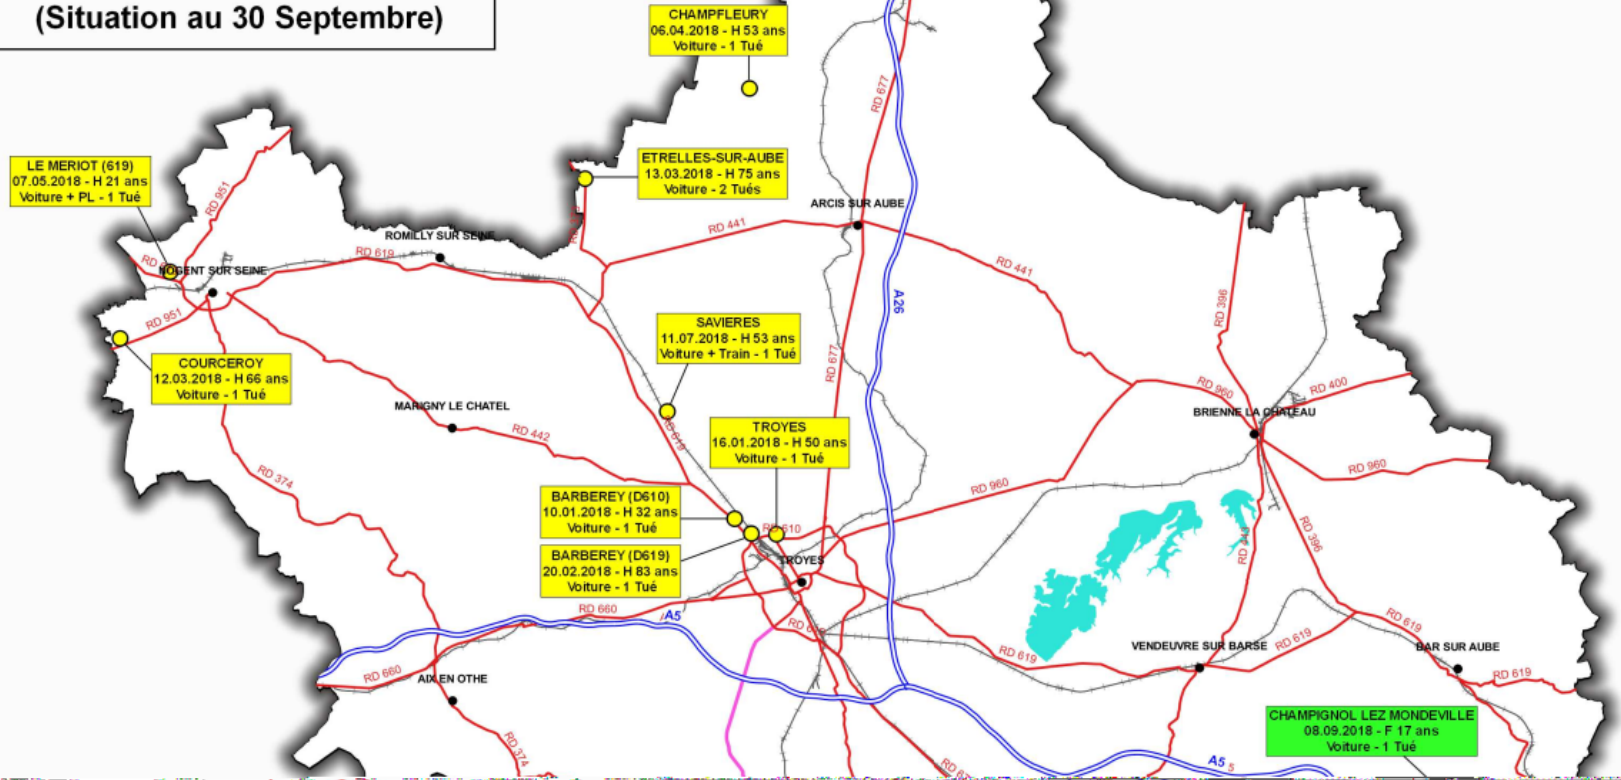 (Situation au 30 Septembre)
CHAMPFLEURY
06.04.2018 - H 53 ans
Voiture - 1 Tué
RD 677
LE MERIOT (619)
07.05.2018 - H 21 ans
Voiture + PL - 1 Tué
RD 951
ETRELLES-SUR-AUBE
13.03.2018 - H 75 ans
Voiture - 2 Tués
ARCIS SUR AUBE
RD 441
ROMILLY SUR SEINE
RD 619
NOGENT SUR SEINE
RD 441
A26
RD 396
RD 951
COURCEROY
12.03.2018 - H 66 ans
Voiture - 1 Tué
SAVIERES
11.07.2018 - H 53 ans
Voiture + Train - 1 Tué
RD 677
RD 960
RD 400
BRIENNE LA CHATEAU
MARIGNY LE CHATEL
RD 442
RD 619
TROYES
16.01.2018 - H 50 ans
Voiture - 1 Tué
RD 374
RD 960
RD 960
BARBEREY (D610)
10.01.2018 - H 32 ans
Voiture - 1 Tué
RD 610
RD 396
BARBEREY (D619)
20.02.2018 - H 83 ans
Voiture - 1 Tué
TROYES
RD 660
A5
RD 619
RD 619
RD 619
VENDEUVRE SUR BARSE
BAR SUR AUBE
RD 660
AIX EN OTHE
RD 619
CHAMPIGNOL LEZ MONDEVILLE
08.09.2018 - F 17 ans
Voiture - 1 Tué
RD 374
A5
5